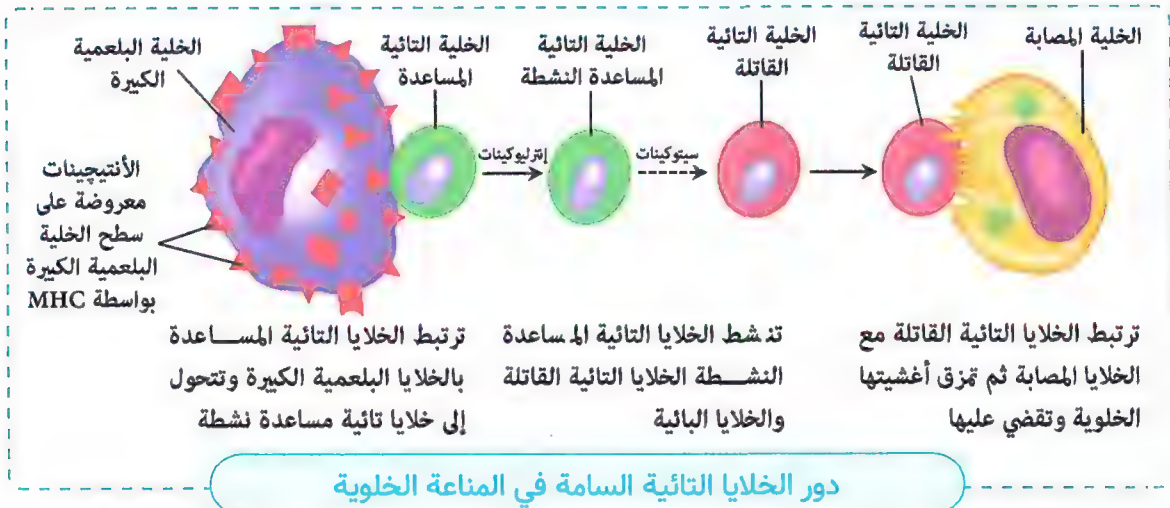 الخلية البلعمية
الكبيرة
الخلية التائية
المساعدة
الخلية التائية
المساعدة النشطة
الخلية التائية
القاتلة
الخلية التائية
القاتلة
الخلية المصابة
إنترليوكينات
سيتوكينات
الأنتيچينات
معروضة على
سطح الخلية
البلعمية الكبيرة
بواسطة MHC
ترتبط الخلايا التائية المساعدة
بالخلايا البلعمية الكبيرة وتتحول
إلى خلايا تائية مساعدة نشطة
تنشط الخلايا التائية المساعدة
النشطة الخلايا التائية القاتلة
والخلايا البائية
ترتبط الخلايا التائية القاتلة مع
الخلايا المصابة ثم تمزق أغشيتها
الخلوية وتقضي عليها
دور الخلايا التائية السامة في المناعة الخلوية